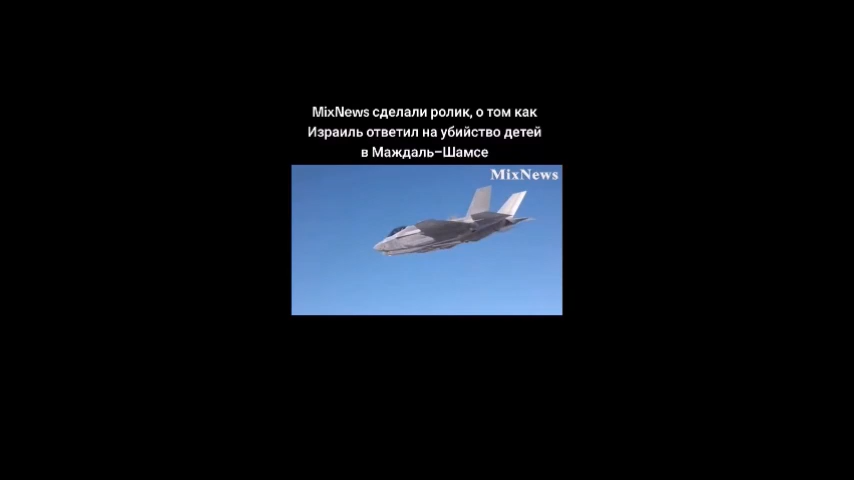 MixNews сделали ролик, о том как
Израиль ответил на убийство детей
в Маждаль-Шамсе
MixNews